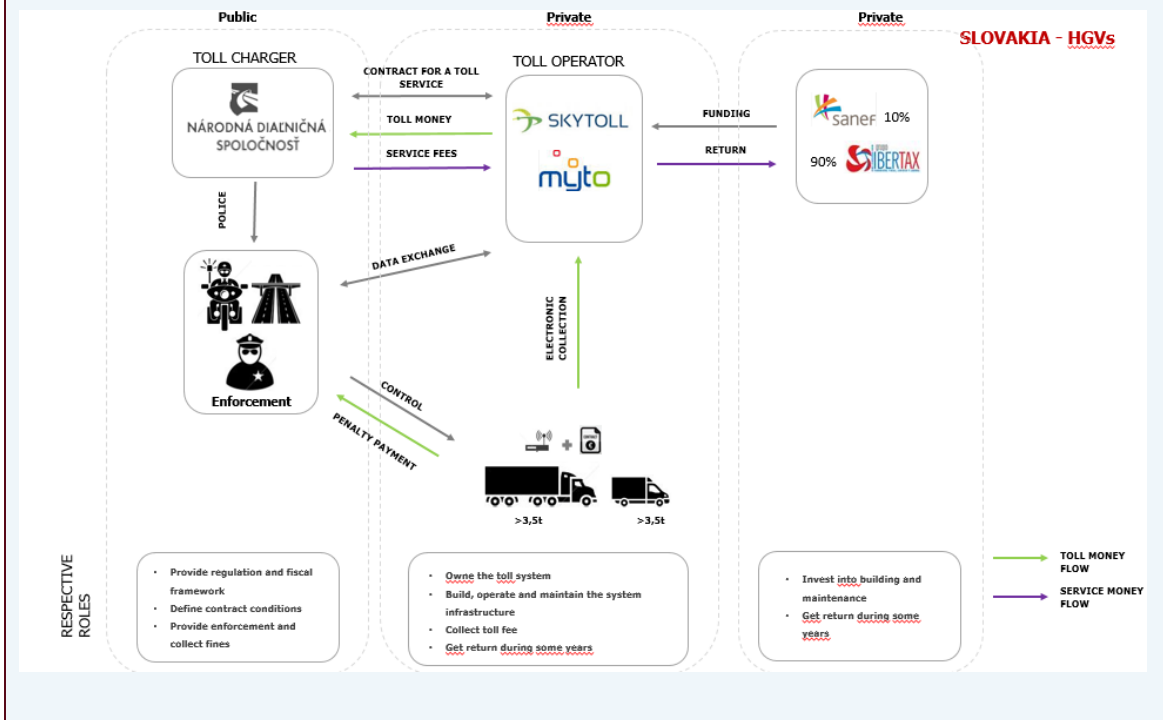 Public
Private
Private
SLOVAKIA - HGVs
TOLL CHARGER
TOLL OPERATOR
NÁRODNÁ DIAĽNIČNÁ
SPOLOČNOSŤ
CONTRACT FOR A TOLL
SERVICE
TOLL MONEY
SERVICE FEES
SKYTOLL
myto
FUNDING
RETURN
sanef 10%
90% IBERTAX
POLICE
DATA EXCHANGE
ELECTRONIC
COLLECTION
Enforcement
CONTROL
PENALTY PAYMENT
>3,5t
>3,5t
RESPECTIVE
ROLES
• Provide regulation and fiscal
framework
• Define contract conditions
• Provide enforcement and
collect fines
• Owne the toll system
• Build, operate and maintain the system
infrastructure
• Collect toll fee
• Get return during some years
• Invest into building and
maintenance
• Get return during some
years
TOLL MONEY
FLOW
SERVICE MONEY
FLOW